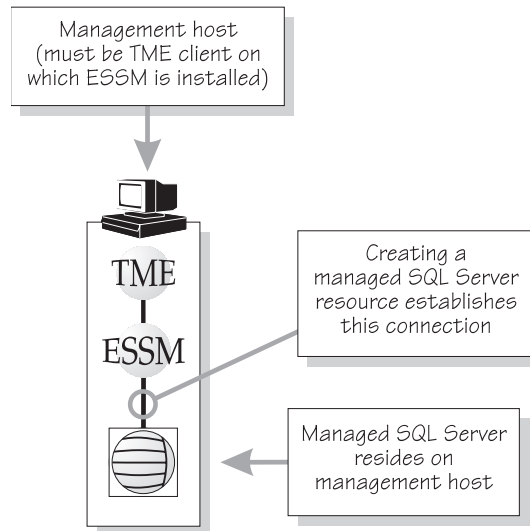 Management host
(must be TME client on
which ESSM is installed)
TME
ESSM
Creating a
managed SQL Server
resource establishes
this connection
Managed SQL Server
resides on
management host